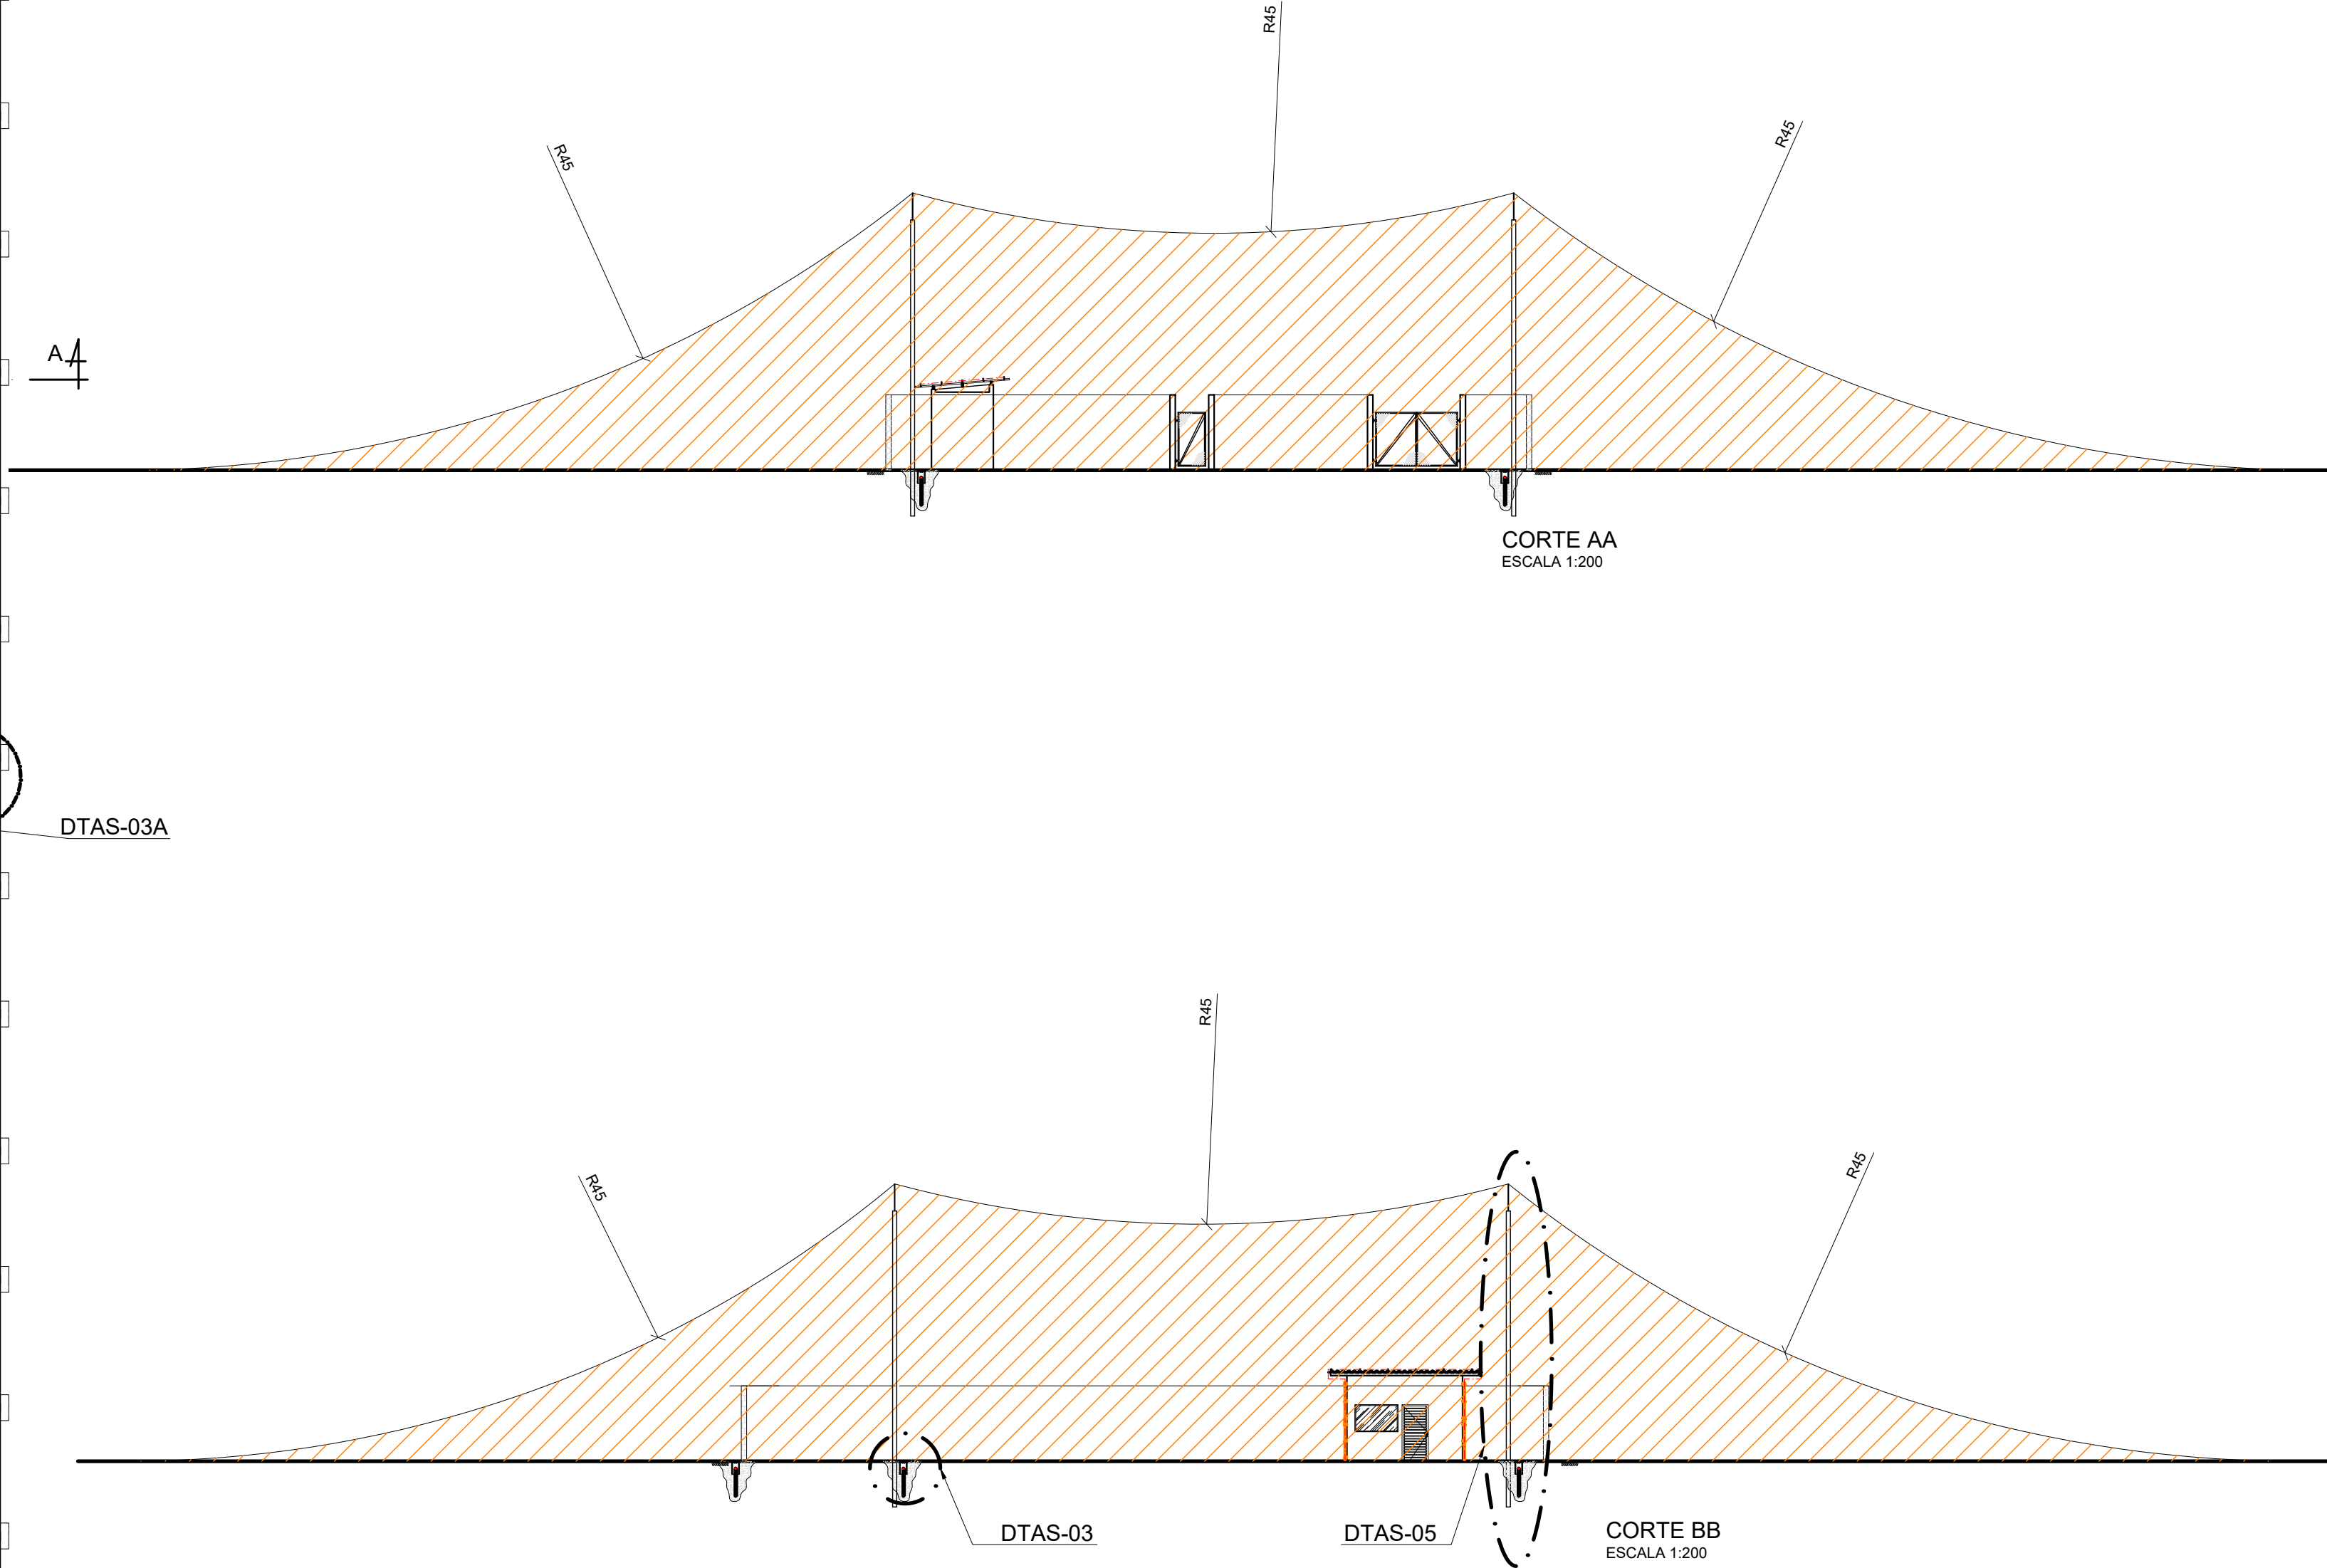 R45
R45
R45
A
CORTE AA
ESCALA 1:200
DTAS-03A
R45
R45
R45
DTAS-03
DTAS-05
CORTE BB
ESCALA 1:200